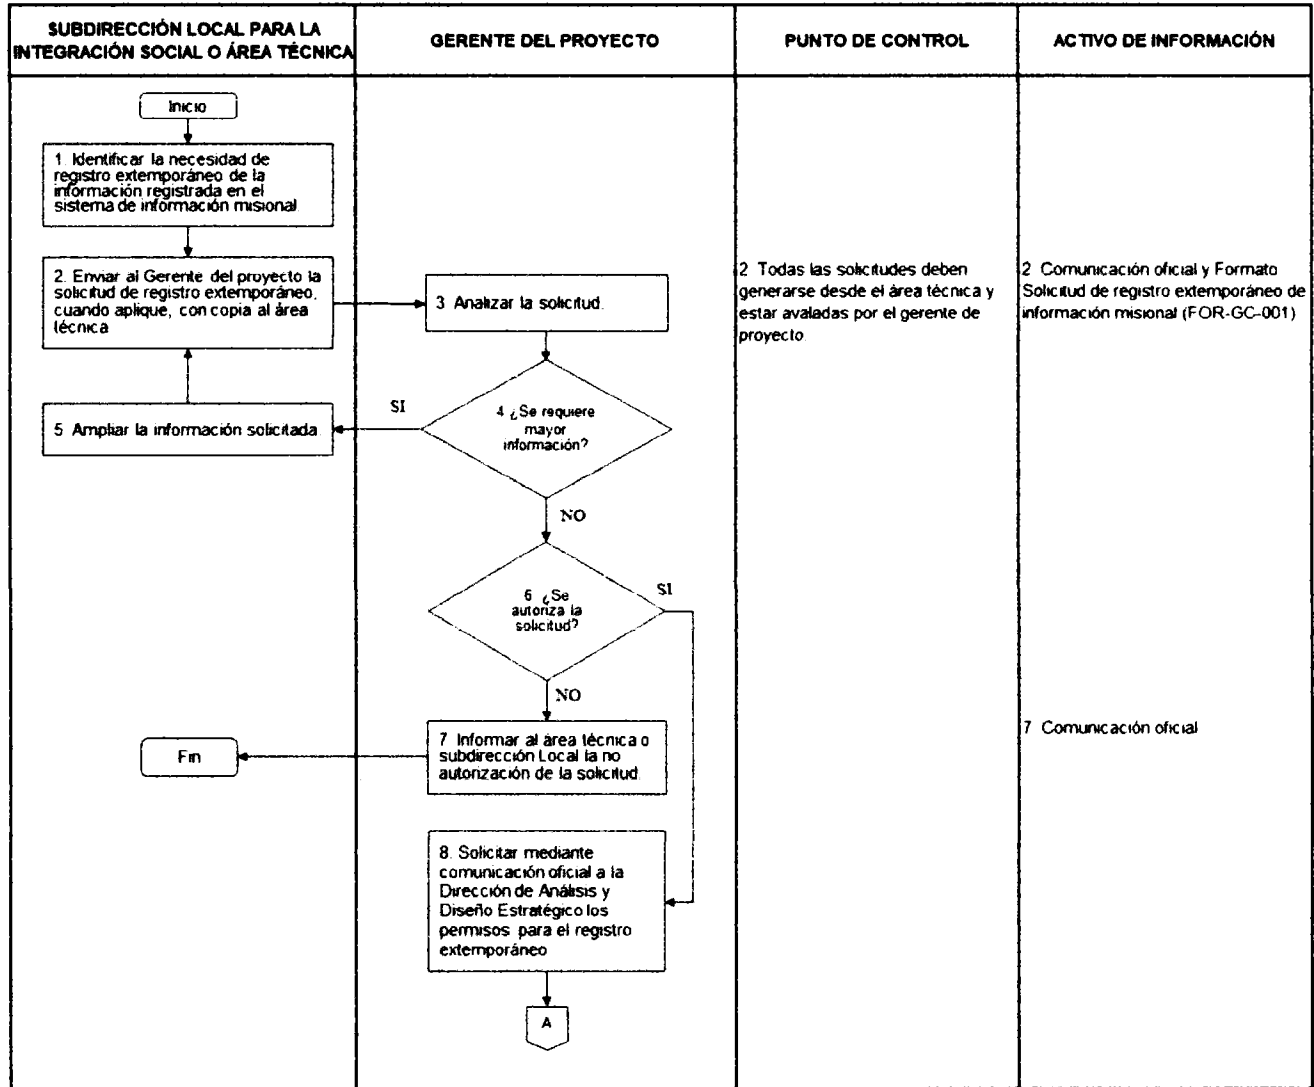 SUBDIRECCIÓN LOCAL PARA LA
INTEGRACIÓN SOCIAL O ÁREA TÉCNICA
GERENTE DEL PROYECTO
PUNTO DE CONTROL
ACTIVO DE INFORMACIÓN
Inicio
1. Identificar la necesidad de
registro extemporáneo de la
información registrada en el
sistema de información misional.
2. Enviar al Gerente del proyecto la
solicitud de registro extemporáneo,
cuando aplique, con copia al área
técnica
3 Analizar la solicitud.
2 Todas las solicitudes deben
generarse desde el área técnica y
estar avaladas por el gerente de
proyecto
2 Comunicación oficial y Formato
Solicitud de registro extemporáneo de
información misional (FOR-GC-001)
5 Ampliar la información solicitada
SI
4 ¿Se requiere
mayor
información?
NO
6 ¿Se
autoriza la
solicitud?
SI
NO
Fin
7 Informar al área técnica o
subdirección Local la no
autorización de la solicitud.
7 Comunicación oficial
8. Solicitar mediante
comunicación oficial a la
Dirección de Análisis y
Diseño Estratégico los
permisos para el registro
extemporáneo
A